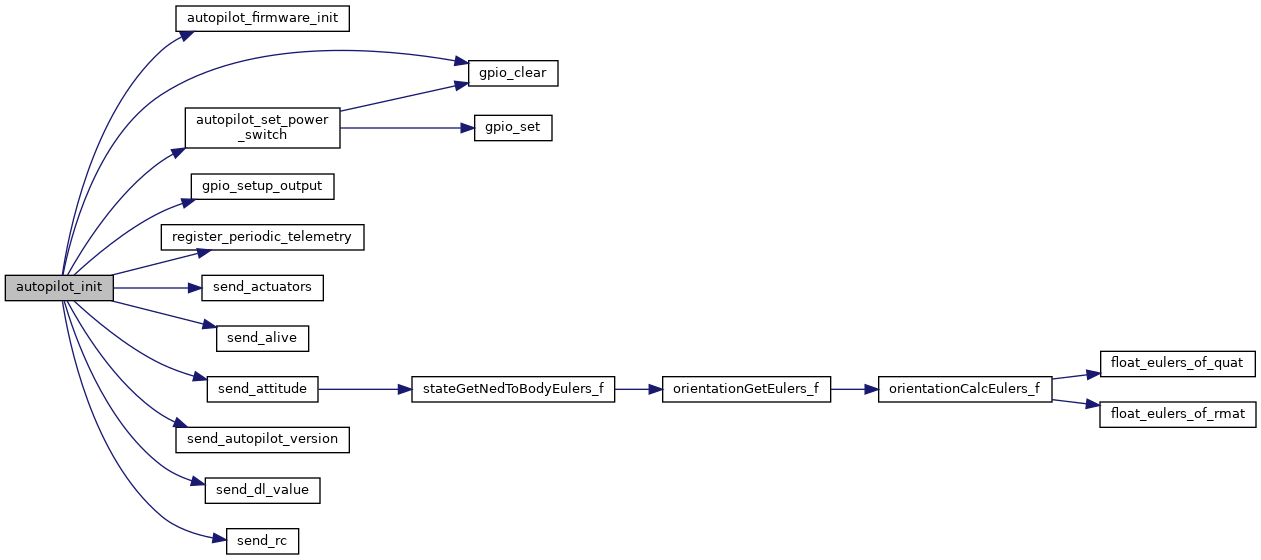 autopilot_firmware_init
gpio_clear
autopilot_set_power
_switch
gpio_set
gpio_setup_output
register_periodic_telemetry
autopilot_init
send_actuators
send_alive
float_eulers_of_quat
send_attitude
stateGetNedToBodyEulers_f
orientationGetEulers_f
orientationCalcEulers_f
float_eulers_of_rmat
send_autopilot_version
send_dl_value
send_rc